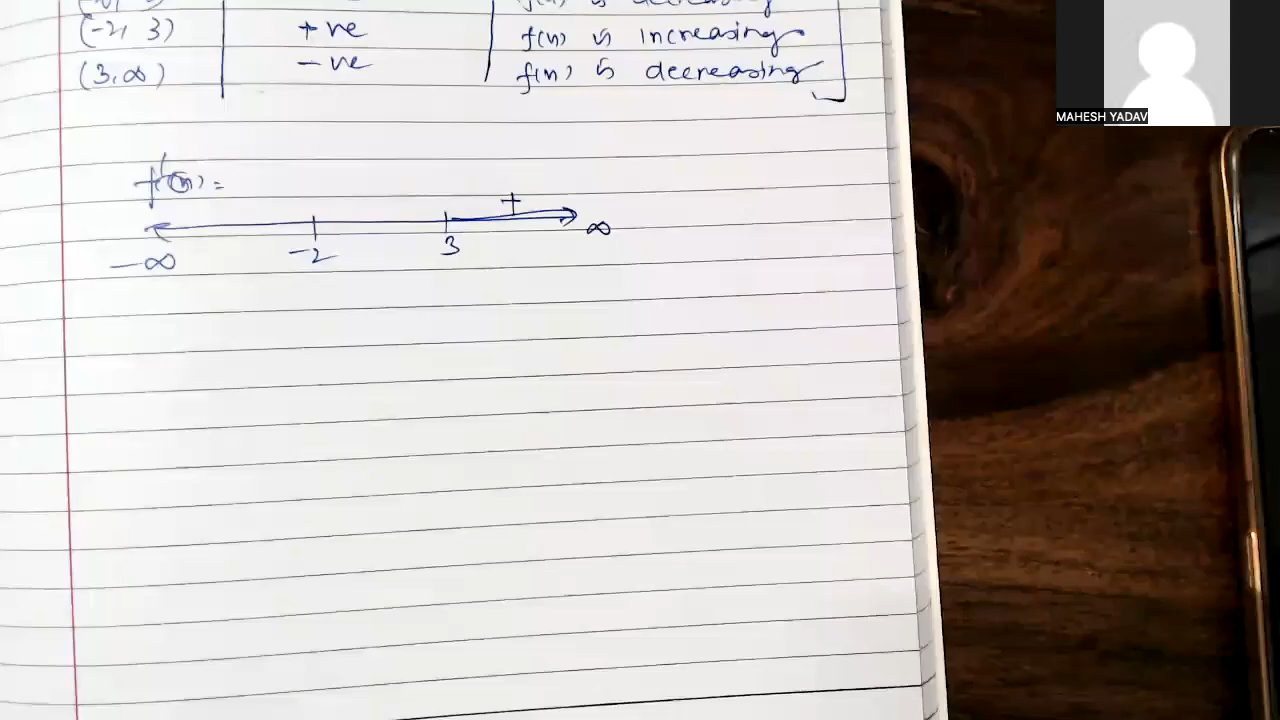 (-2, 3) +ve f(x) is increasing
(3, ∞) -ve f(x) is decreasing
f'(x) =
+
-∞ -2 3 ∞
MAHESH YADAV